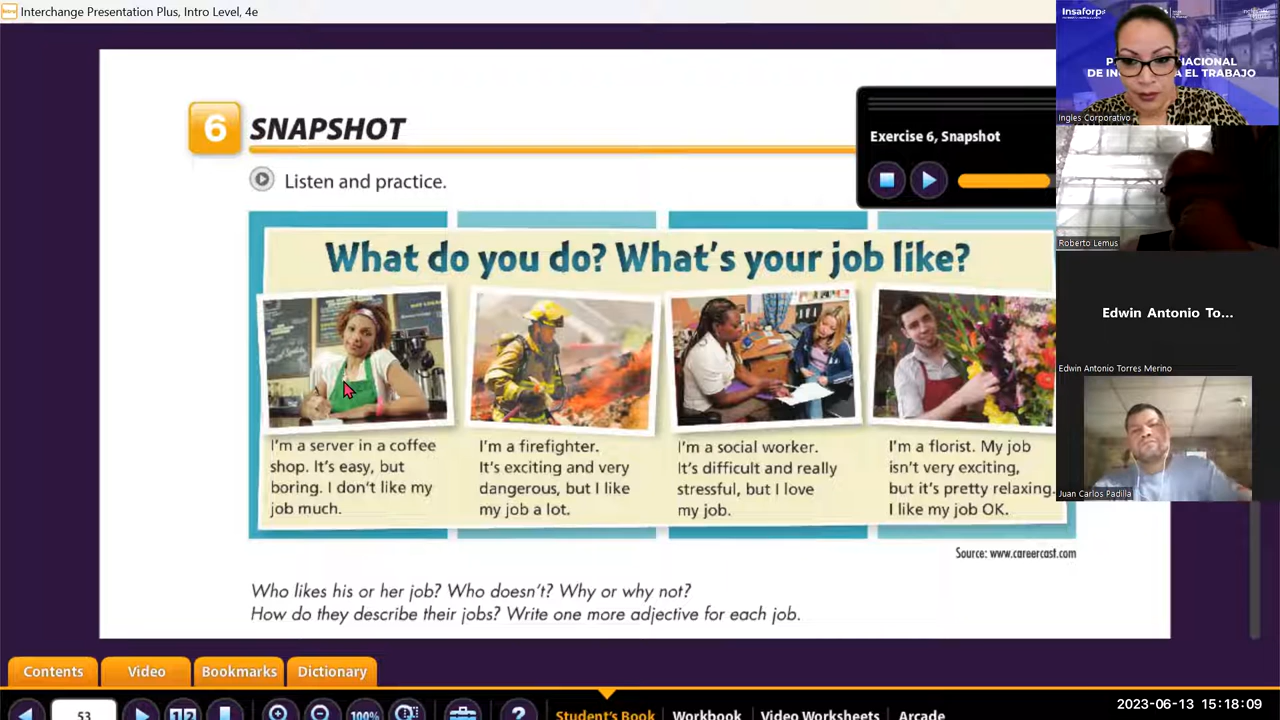 Interchange Presentation Plus, Intro Level, 4e
6 SNAPSHOT
Listen and practice.
Exercise 6, Snapshot
What do you do? What's your job like?
I'm a server in a coffee
shop. It's easy, but
boring. I don't like my
job much.
I'm a firefighter.
It's exciting and very
dangerous, but I like
my job a lot.
I'm a social worker.
It's difficult and really
stressful, but I love
my job.
I'm a florist. My job
isn't very exciting,
but it's pretty relaxing.
I like my job OK.
Source: www.careercast.com
Who likes his or her job? Who doesn't? Why or why not?
How do they describe their jobs? Write one more adjective for each job.
Contents
Video
Bookmarks
Dictionary
53
1 2
100%
?
Student's Book
Workbook
Video Worksheets
Arcade
Insaforp
ACIONAL
DE IN
A EL TRABAJO
Ingles Corporativo
Roberto Lemus
Edwin Antonio To...
Edwin Antonio Torres Merino
Juan Carlos Padilla
2023-06-13 15:18:09